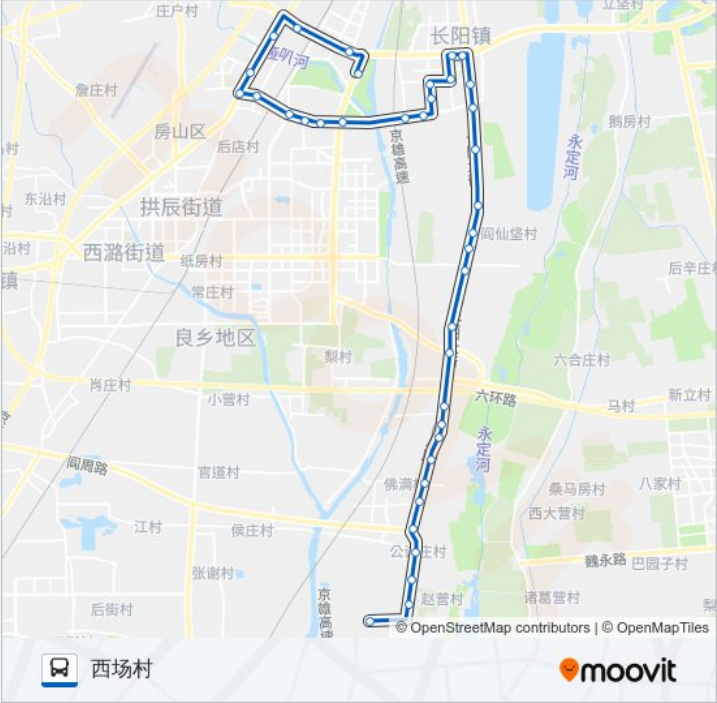 庄户村
立垡村
长阳镇
哑叭河
詹庄村
鹅房村
房山区
后店村
京雄高速
永定河
东沿村
拱辰街道
沿村
西潞街道
纸房村
阎仙垡村
后辛庄村
镇
常庄村
良乡地区
梨村
六合庄村
肖庄村
小营村
六环路
新立村
马村
永定河
阎周路
官道村
佛满
八家村
桑马房村
西大营村
江村
侯庄村
公议庄村
魏永路
巴园子村
张谢村
后街村
京雄高速
赵营村
诸葛营村
© OpenStreetMap contributors | © OpenMapTiles
西场村
moovit